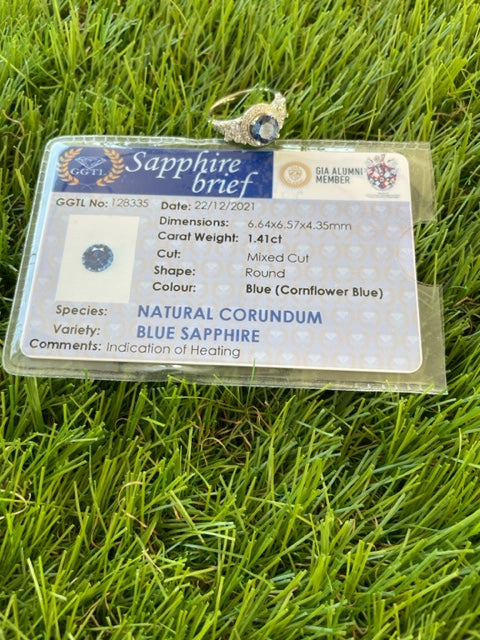 GGTL
Sapphire
brief
GIA ALUMNI
MEMBER
GGTL No: 128335 Date: 22/12/2021
Dimensions: 6.64x6.57x4.35mm
Carat Weight: 1.41ct
Cut: Mixed Cut
Shape: Round
Colour: Blue (Cornflower Blue)
Species: NATURAL CORUNDUM
Variety: BLUE SAPPHIRE
Comments: Indication of Heating